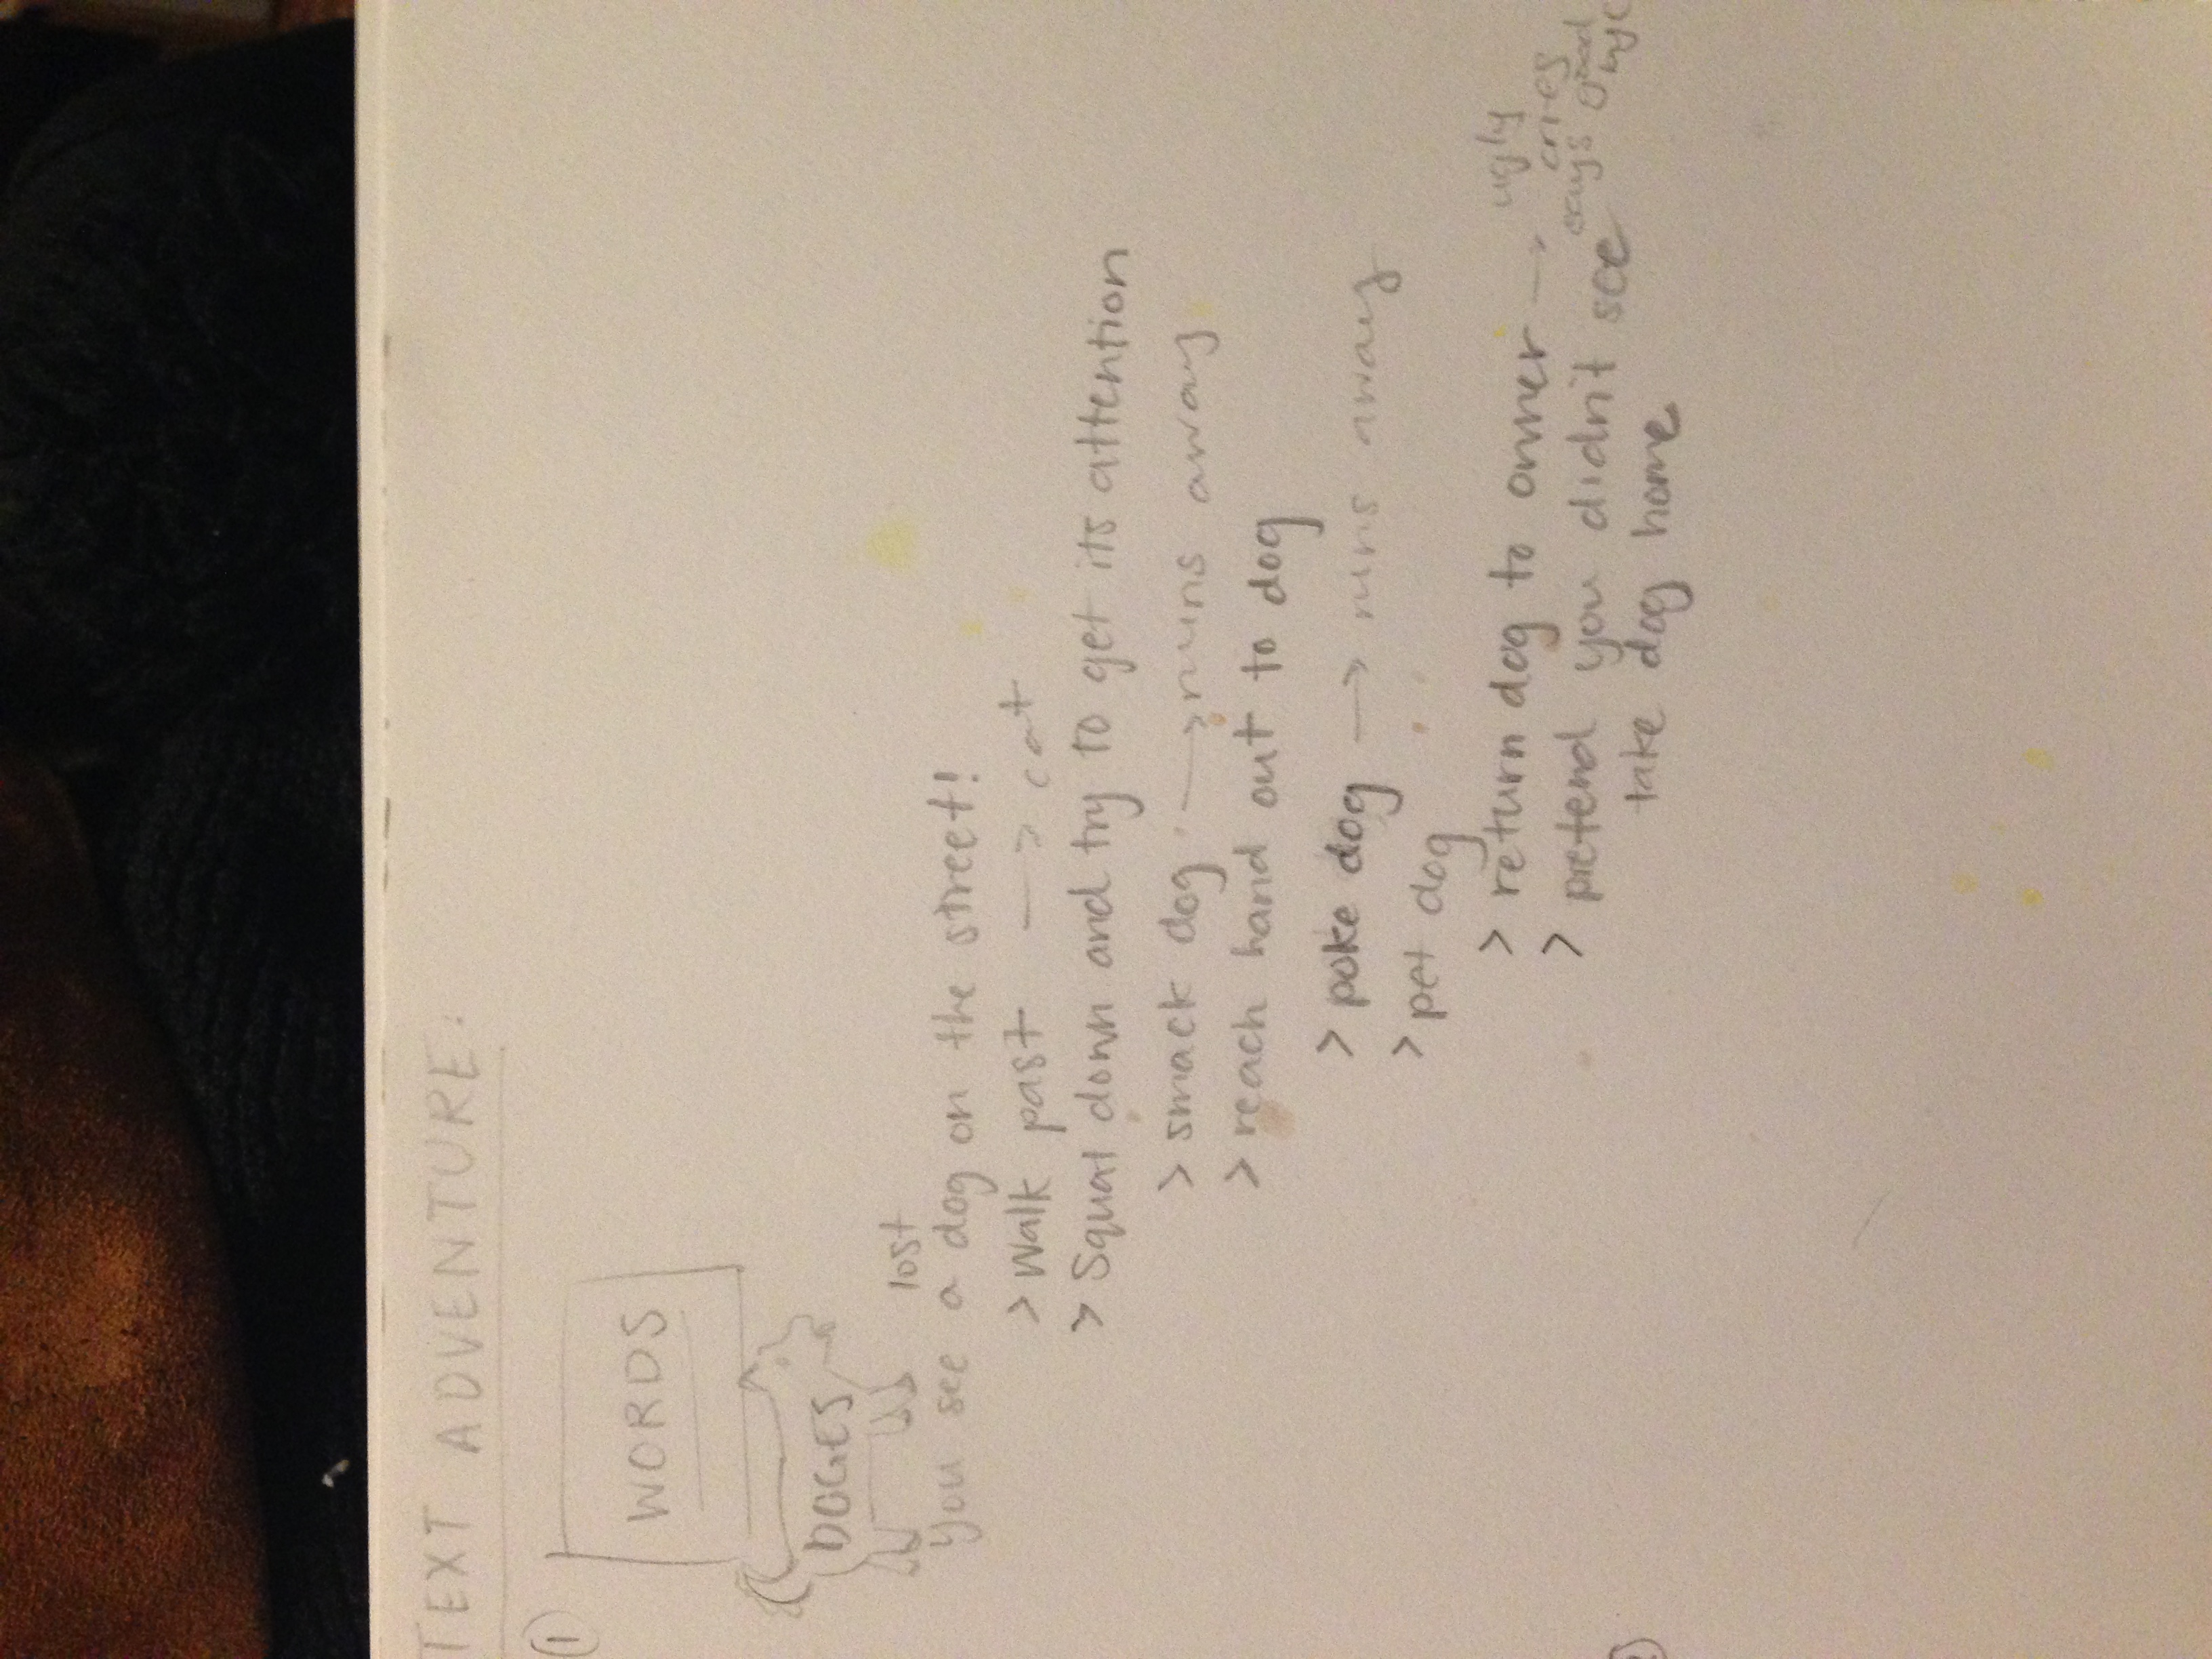 TEXT ADVENTURE:
1
WORDS
DOGES
lost
You see a dog on the street!
> Walk past —> cat
> Squat down and try to get its attention
> smack dog —> runs away
> reach hand out to dog
> poke dog —> runs away
> pet dog
> return dog to owner —> ugly
cries
says good
bye
> pretend you didn't see
take dog home
2